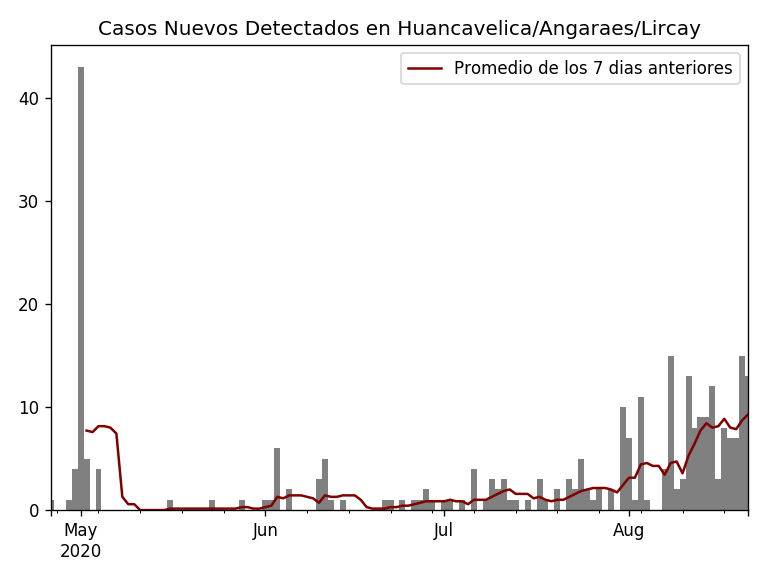 Casos Nuevos Detectados en Huancavelica/Angaraes/Lircay
Promedio de los 7 dias anteriores
40
30
20
10
0
May Jun Jul Aug
2020